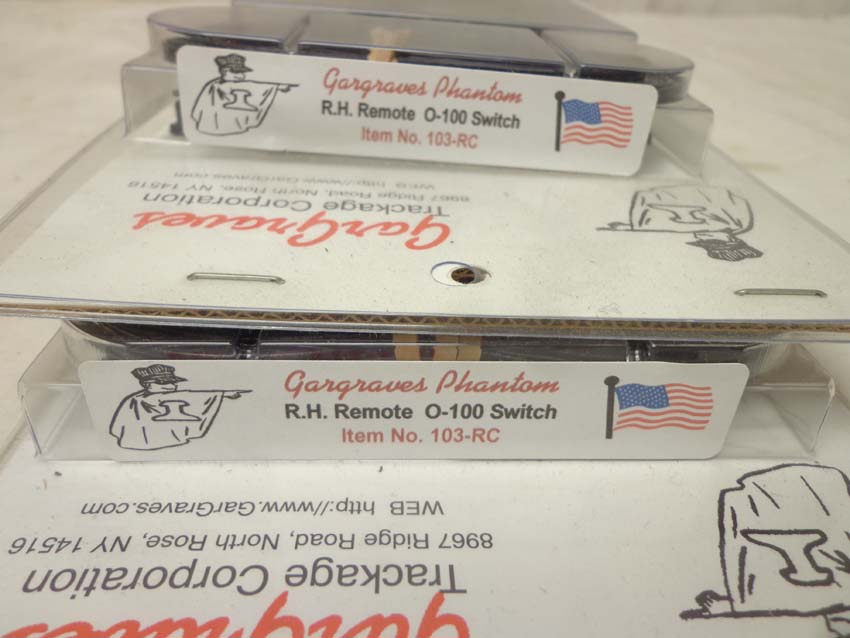 Gargraves Phantom
R.H. Remote O-100 Switch
Item No. 103-RC
GarGraves
Trackage Corporation
8967 Ridge Road, North Rose, NY 14516
WEB http://www.GarGraves.com
Gargraves Phantom
R.H. Remote O-100 Switch
Item No. 103-RC
GarGraves
Trackage Corporation
8967 Ridge Road, North Rose, NY 14516
WEB http://www.GarGraves.com